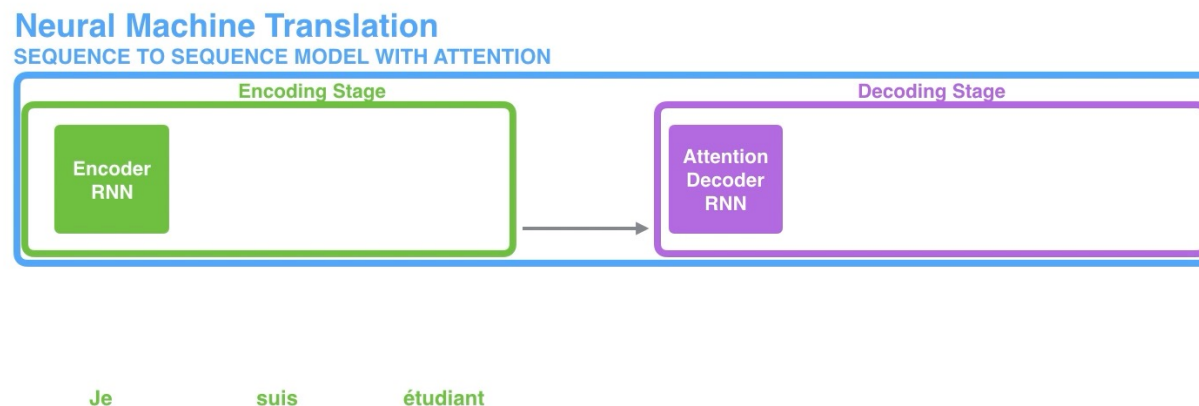 Neural Machine Translation
SEQUENCE TO SEQUENCE MODEL WITH ATTENTION
Encoding Stage
Decoding Stage
Encoder
RNN
Attention
Decoder
RNN
Je suis étudiant